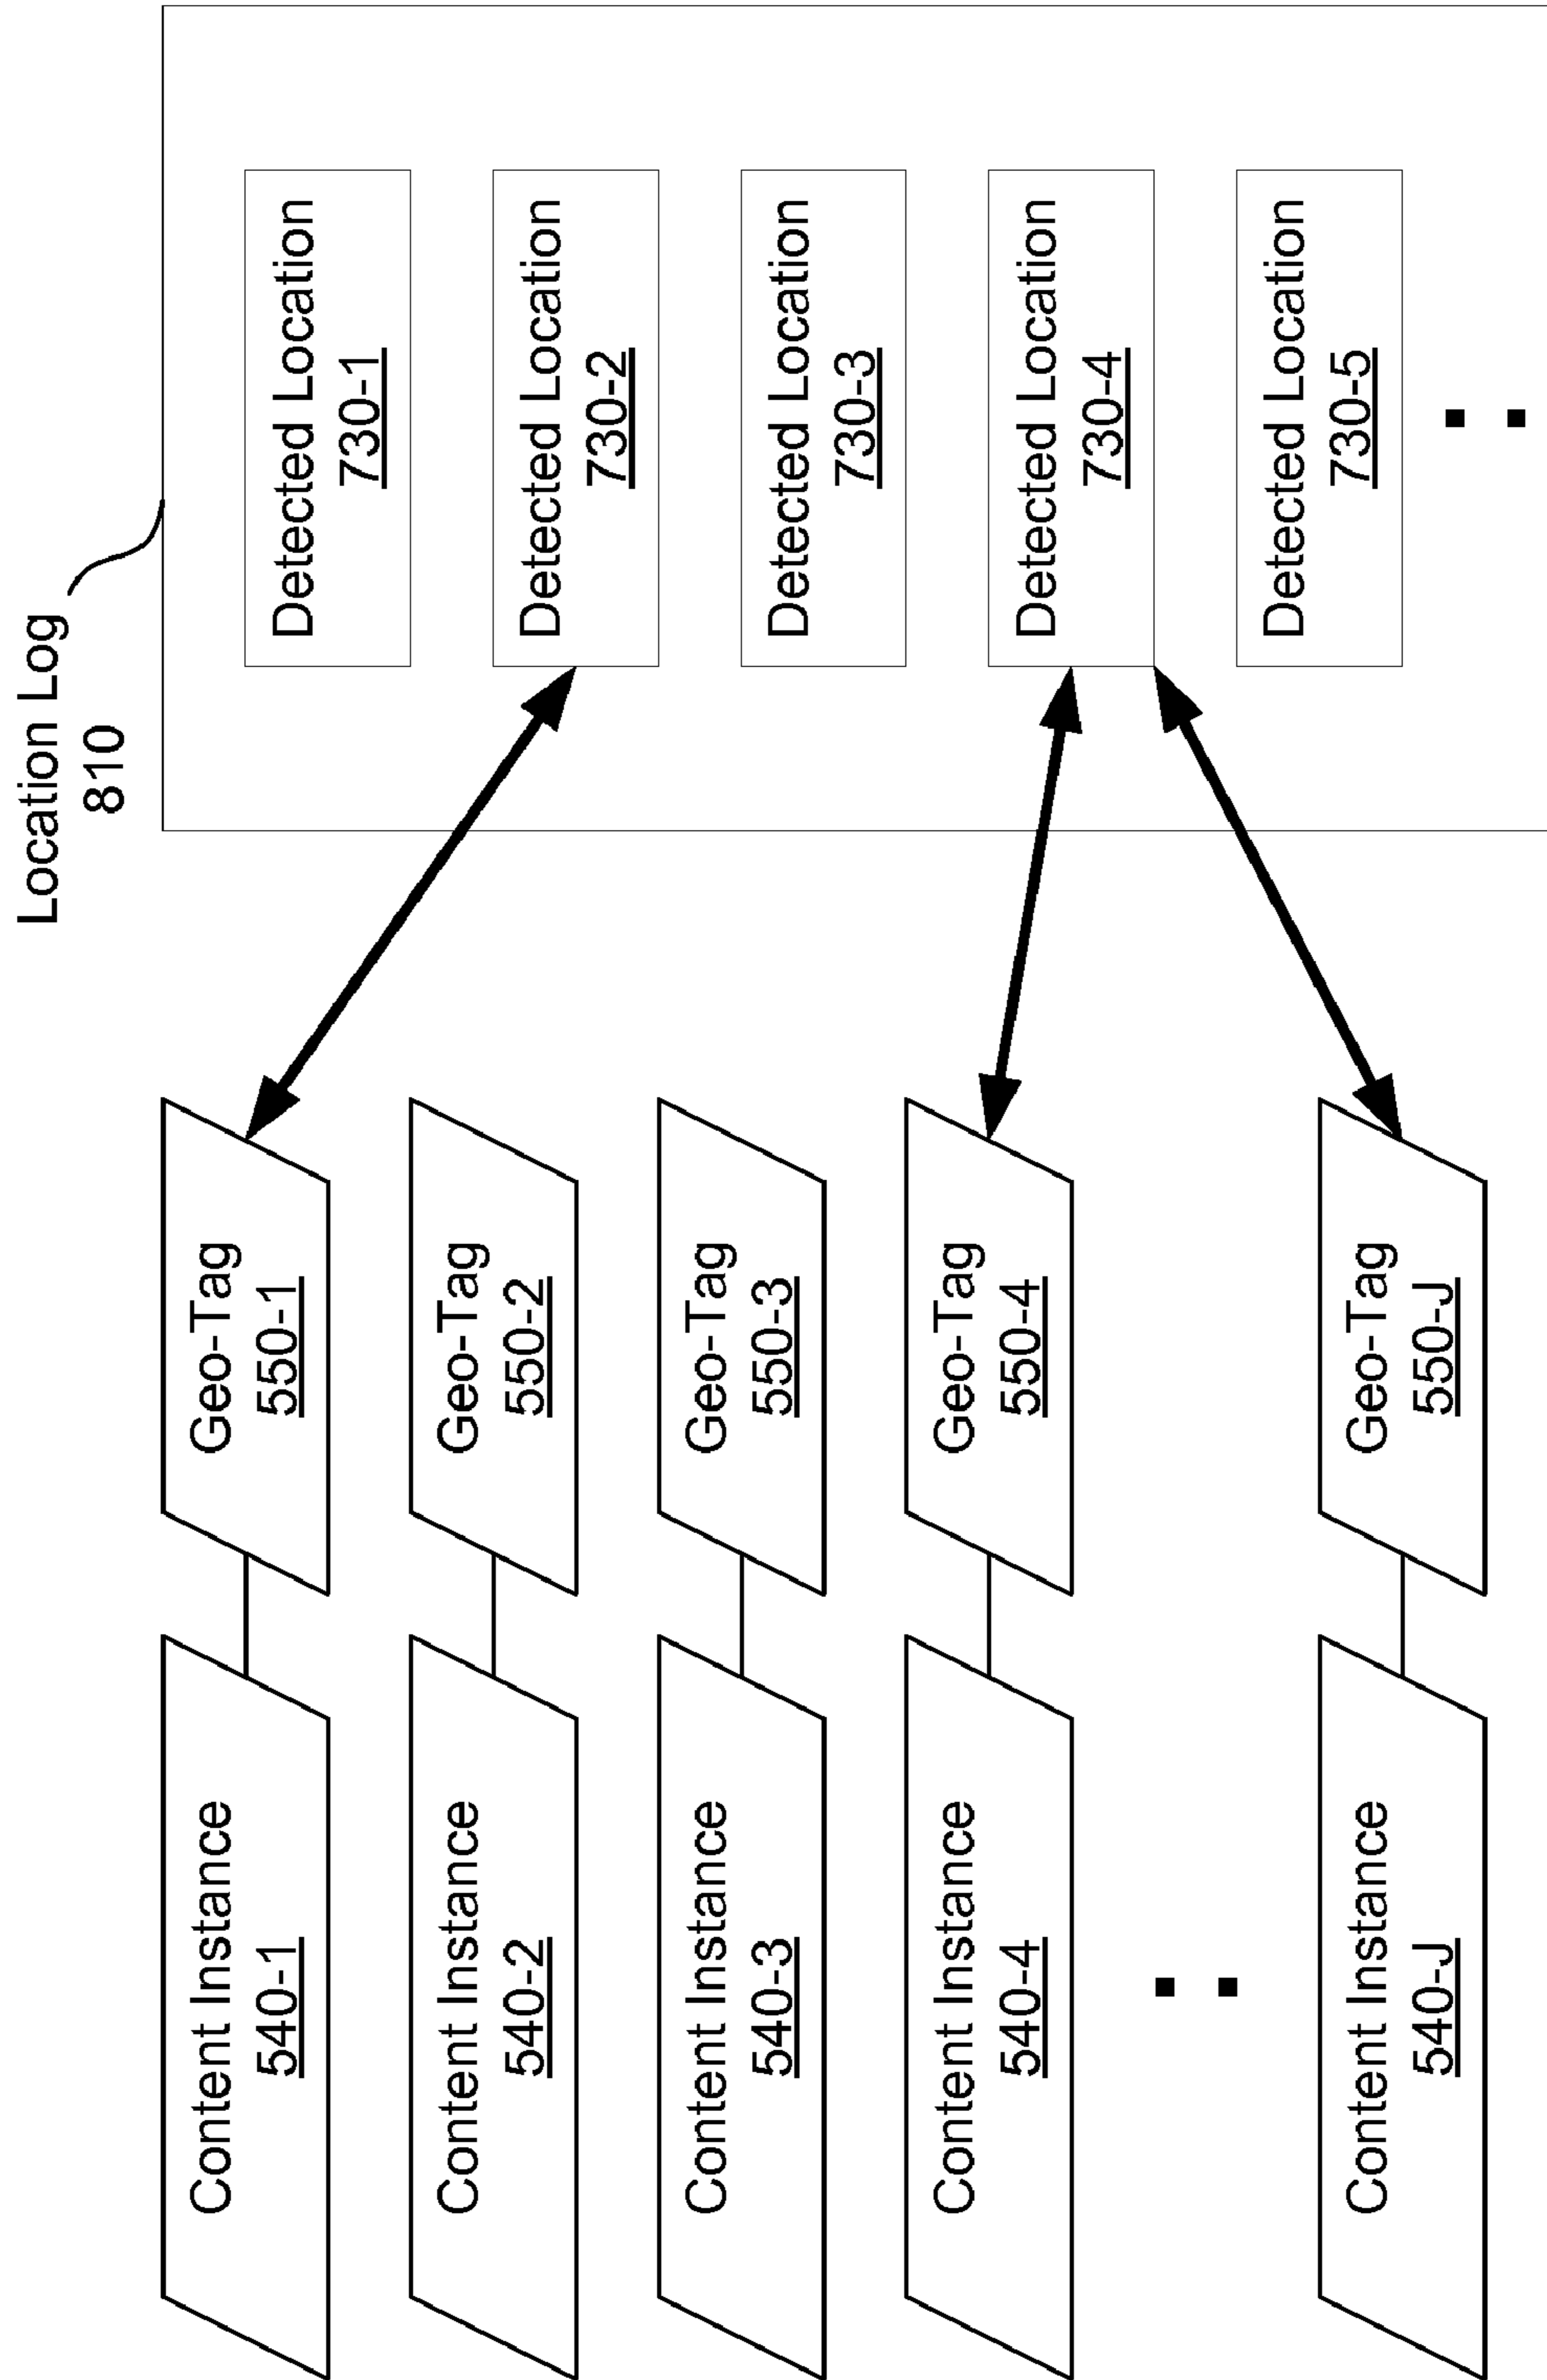 Location Log
810
Content Instance
540-1
Geo-Tag
550-1
Detected Location
730-1
Content Instance
540-2
Geo-Tag
550-2
Detected Location
730-2
Content Instance
540-3
Geo-Tag
550-3
Detected Location
730-3
Content Instance
540-4
Geo-Tag
550-4
Detected Location
730-4
Content Instance
540-J
Geo-Tag
550-J
Detected Location
730-5